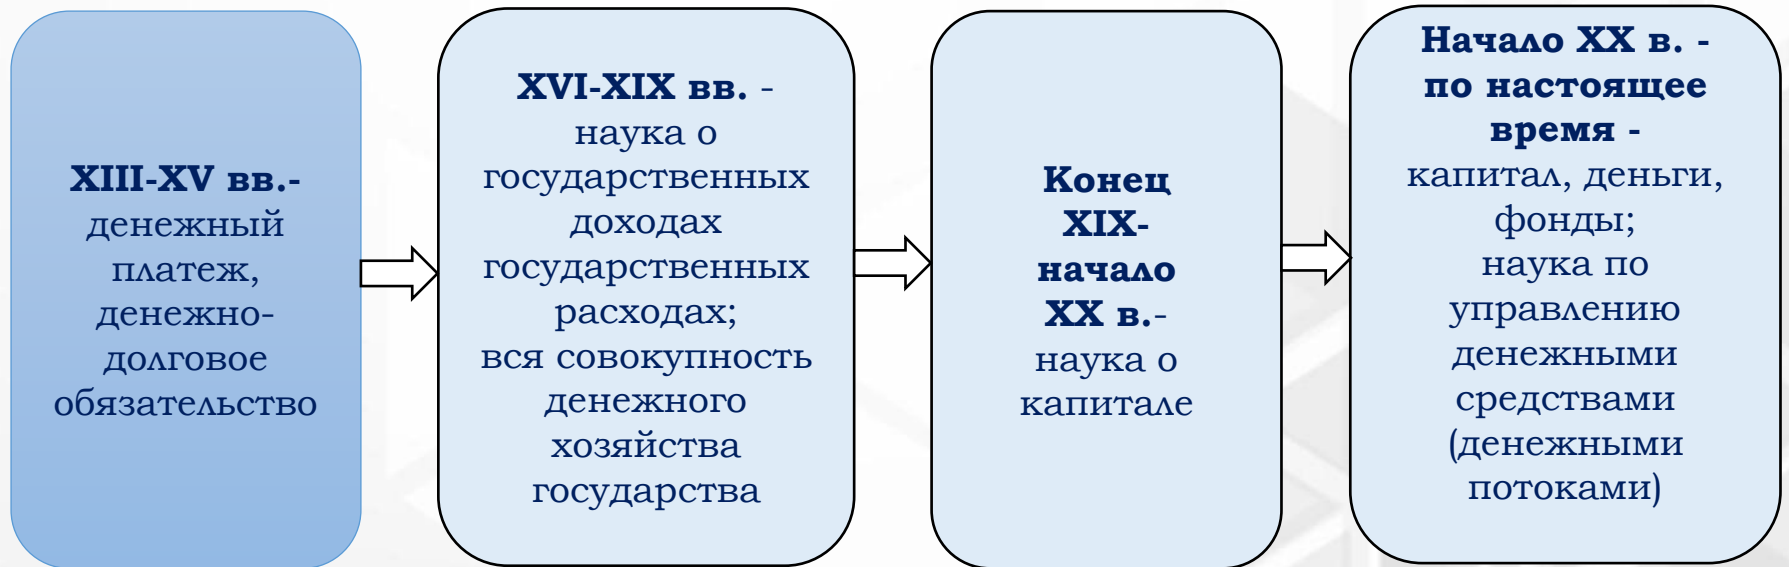 XIII-XV вв.-
денежный
платеж,
денежно-
долговое
обязательство
XVI-XIX вв. -
наука о
государственных
доходах
государственных
расходах;
вся совокупность
денежного
хозяйства
государства
Конец
XIX-
начало
XX в.-
наука о
капитале
Начало XX в. -
по настоящее
время -
капитал, деньги,
фонды;
наука по
управлению
денежными
средствами
(денежными
потоками)